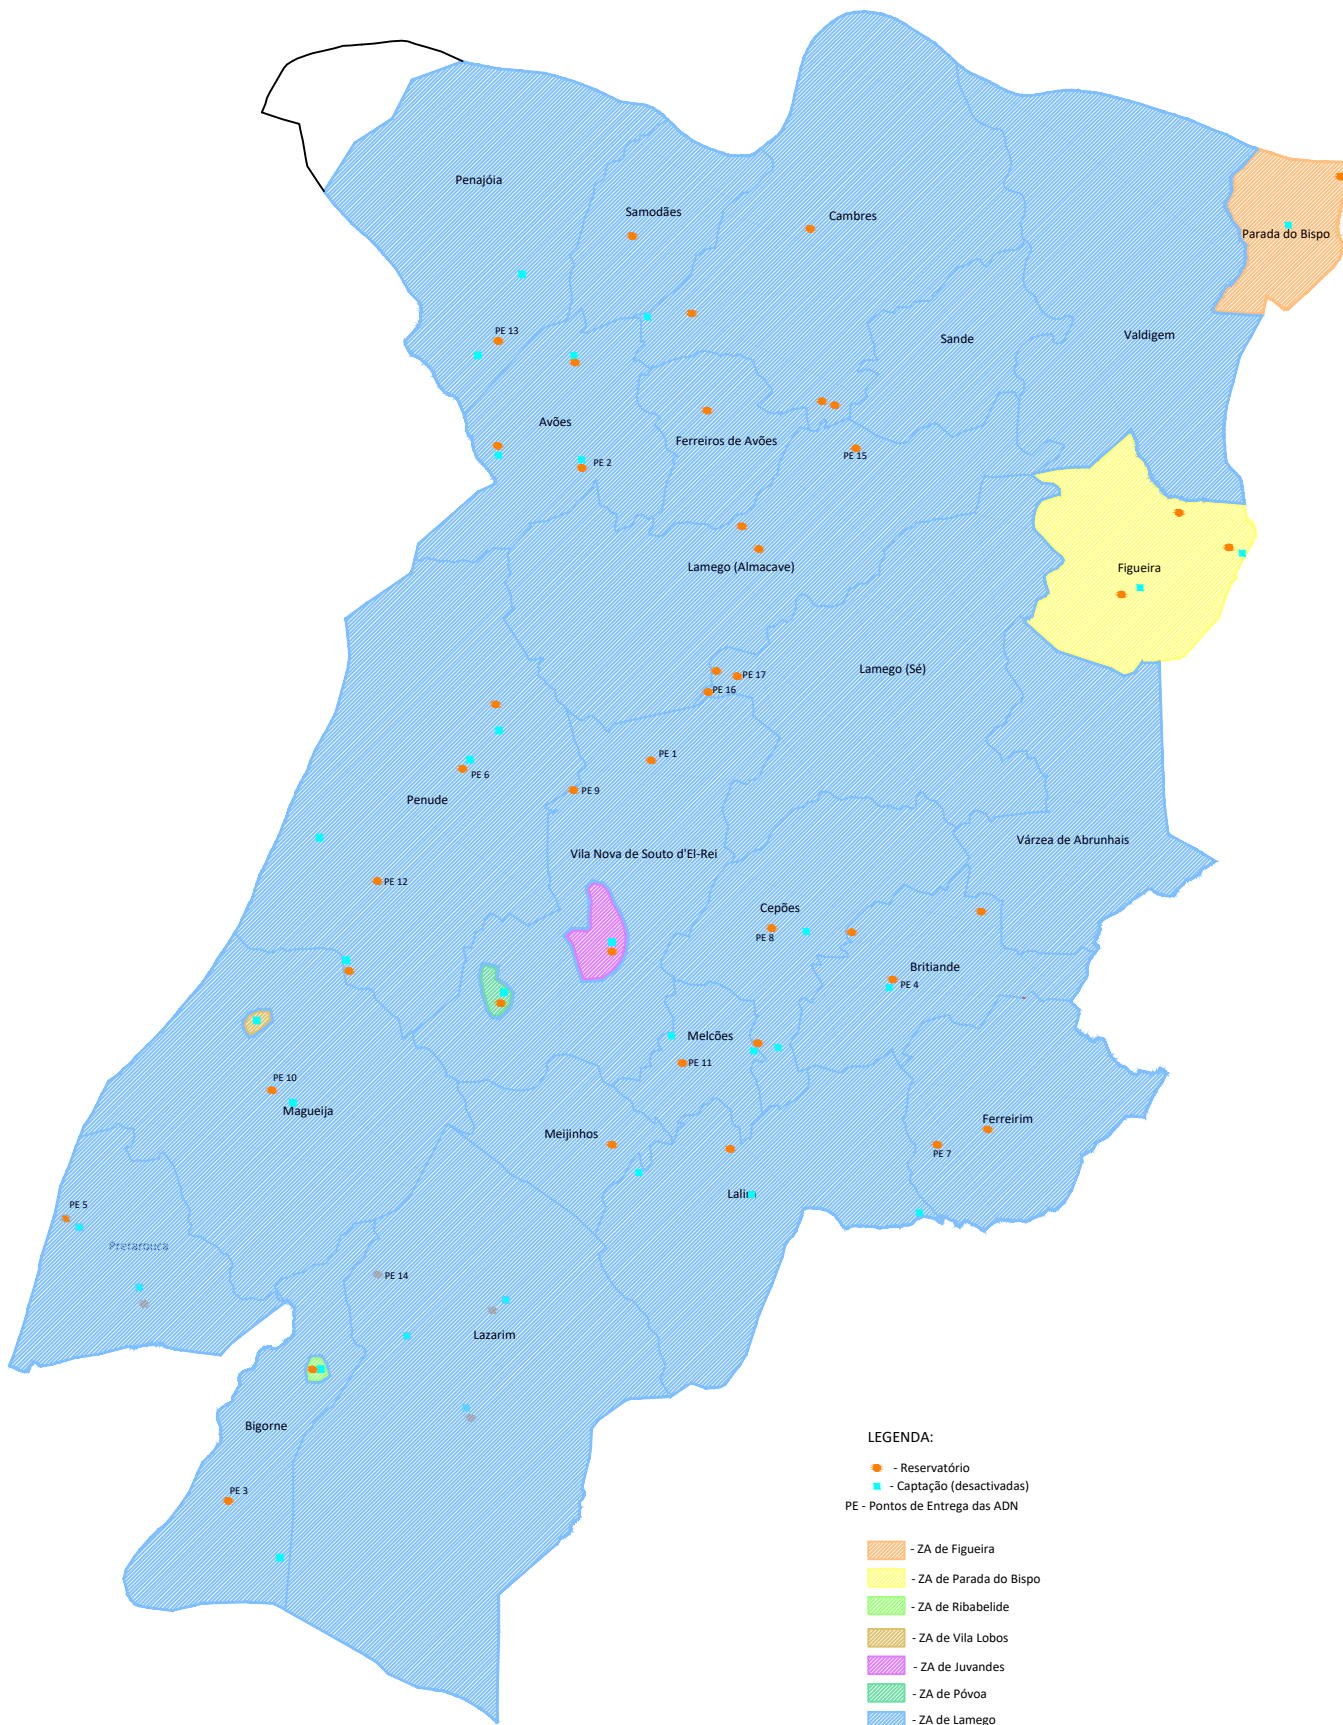 Penajóia
Samodães
Cambres
Parada do Bispo
PE 13
Sande
Valdigem
Avões
Ferreiros de Avões
PE 15
PE 2
Lamego (Almacave)
Figueira
Lamego (Sé)
PE 17
PE 16
PE 1
PE 6
PE 9
Penude
Várzea de Abrunhais
Vila Nova de Souto d'El-Rei
PE 12
Cepões
PE 8
Britiande
PE 4
Melcões
PE 11
PE 10
Magueija
Ferreirim
Meijinhos
PE 7
Lalim
PE 5
Pretarouca
PE 14
Lazarim
Bigorne
PE 3
LEGENDA:
- Reservatório
- Captação (desactivadas)
PE - Pontos de Entrega das ADN
- ZA de Figueira
- ZA de Parada do Bispo
- ZA de Ribabelide
- ZA de Vila Lobos
- ZA de Juvandes
- ZA de Póvoa
- ZA de Lamego